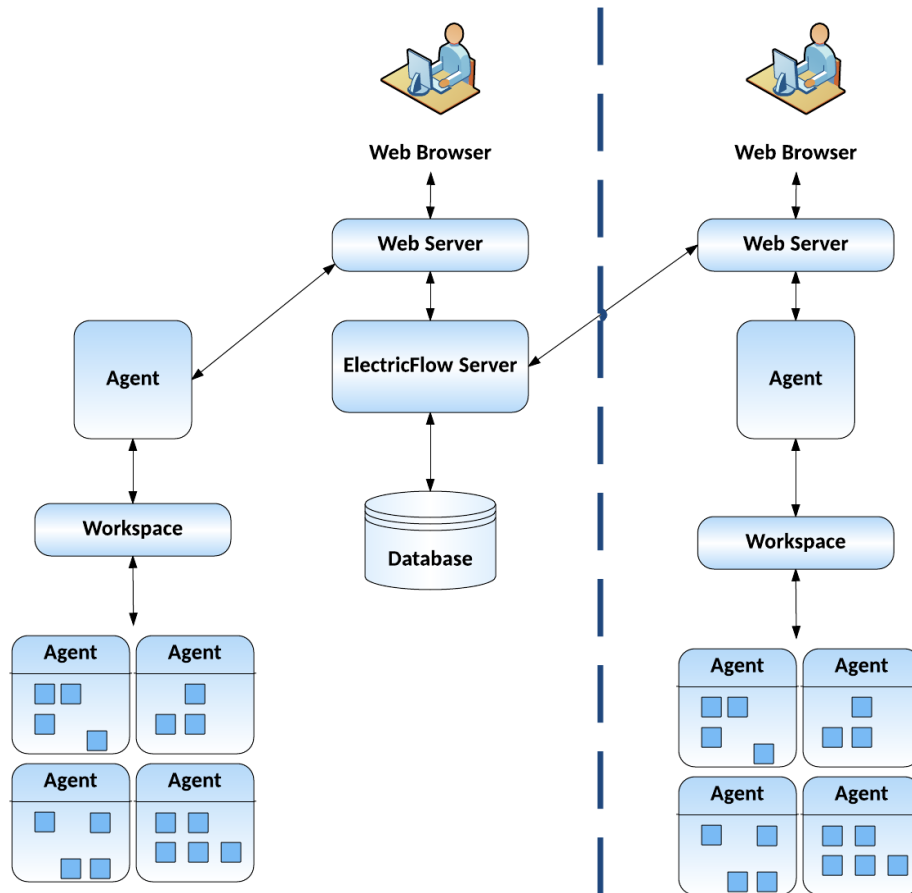 Web Browser
Web Browser
Web Server
Web Server
Agent
ElectricFlow Server
Agent
Workspace
Database
Workspace
Agent
Agent
Agent
Agent
Agent
Agent
Agent
Agent